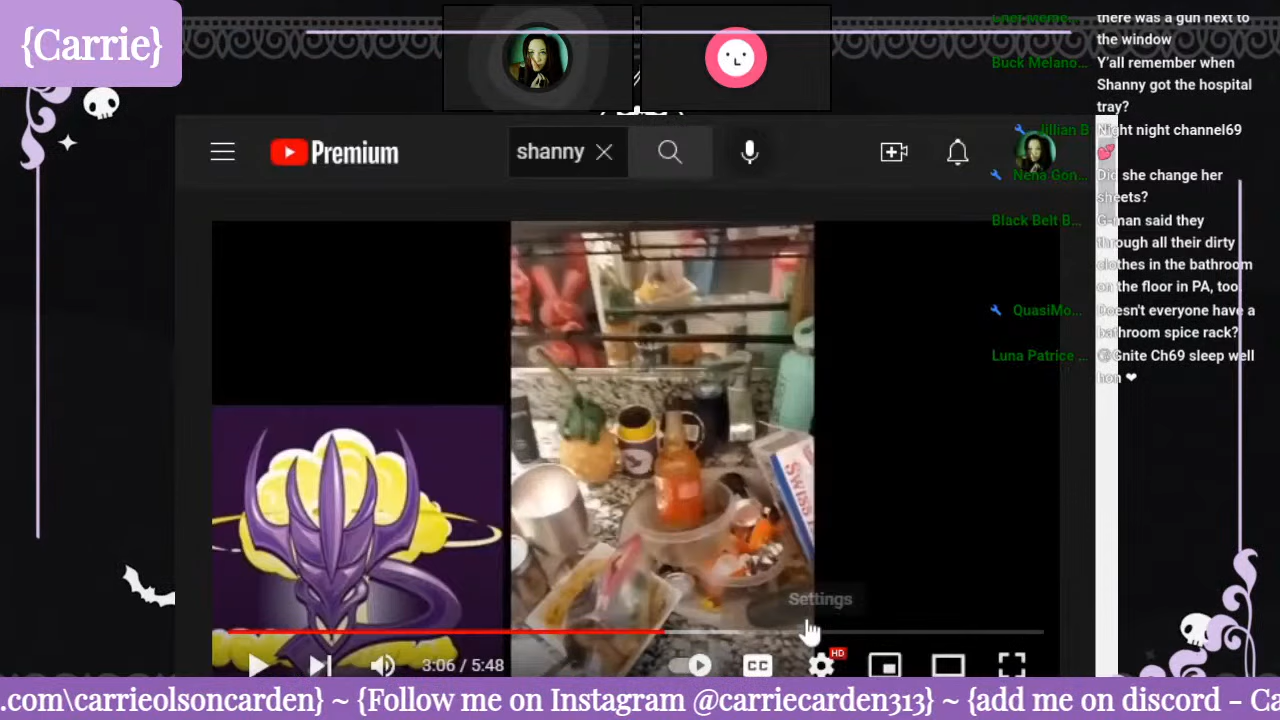 {Carrie}
Premium
shanny
there was a gun next to
the window
Buck Melano...
Y'all remember when
Shanny got the hospital
tray?
Jillian B
Night night channel69
💕
Nena Gon...
Did she change her
sheets?
Black Belt B...
G-man said they
through all their dirty
clothes in the bathroom
on the floor in PA, too
QuasiMo...
Doesn't everyone have a
bathroom spice rack?
Luna Patrice ...
Gnite Ch69 sleep well
hon ❤
SWISS
Settings
3:06 / 5:48
CC
HD
.com\carrieolsoncarden} ~ {Follow me on Instagram @carriecarden313} ~ {add me on discord - Ca